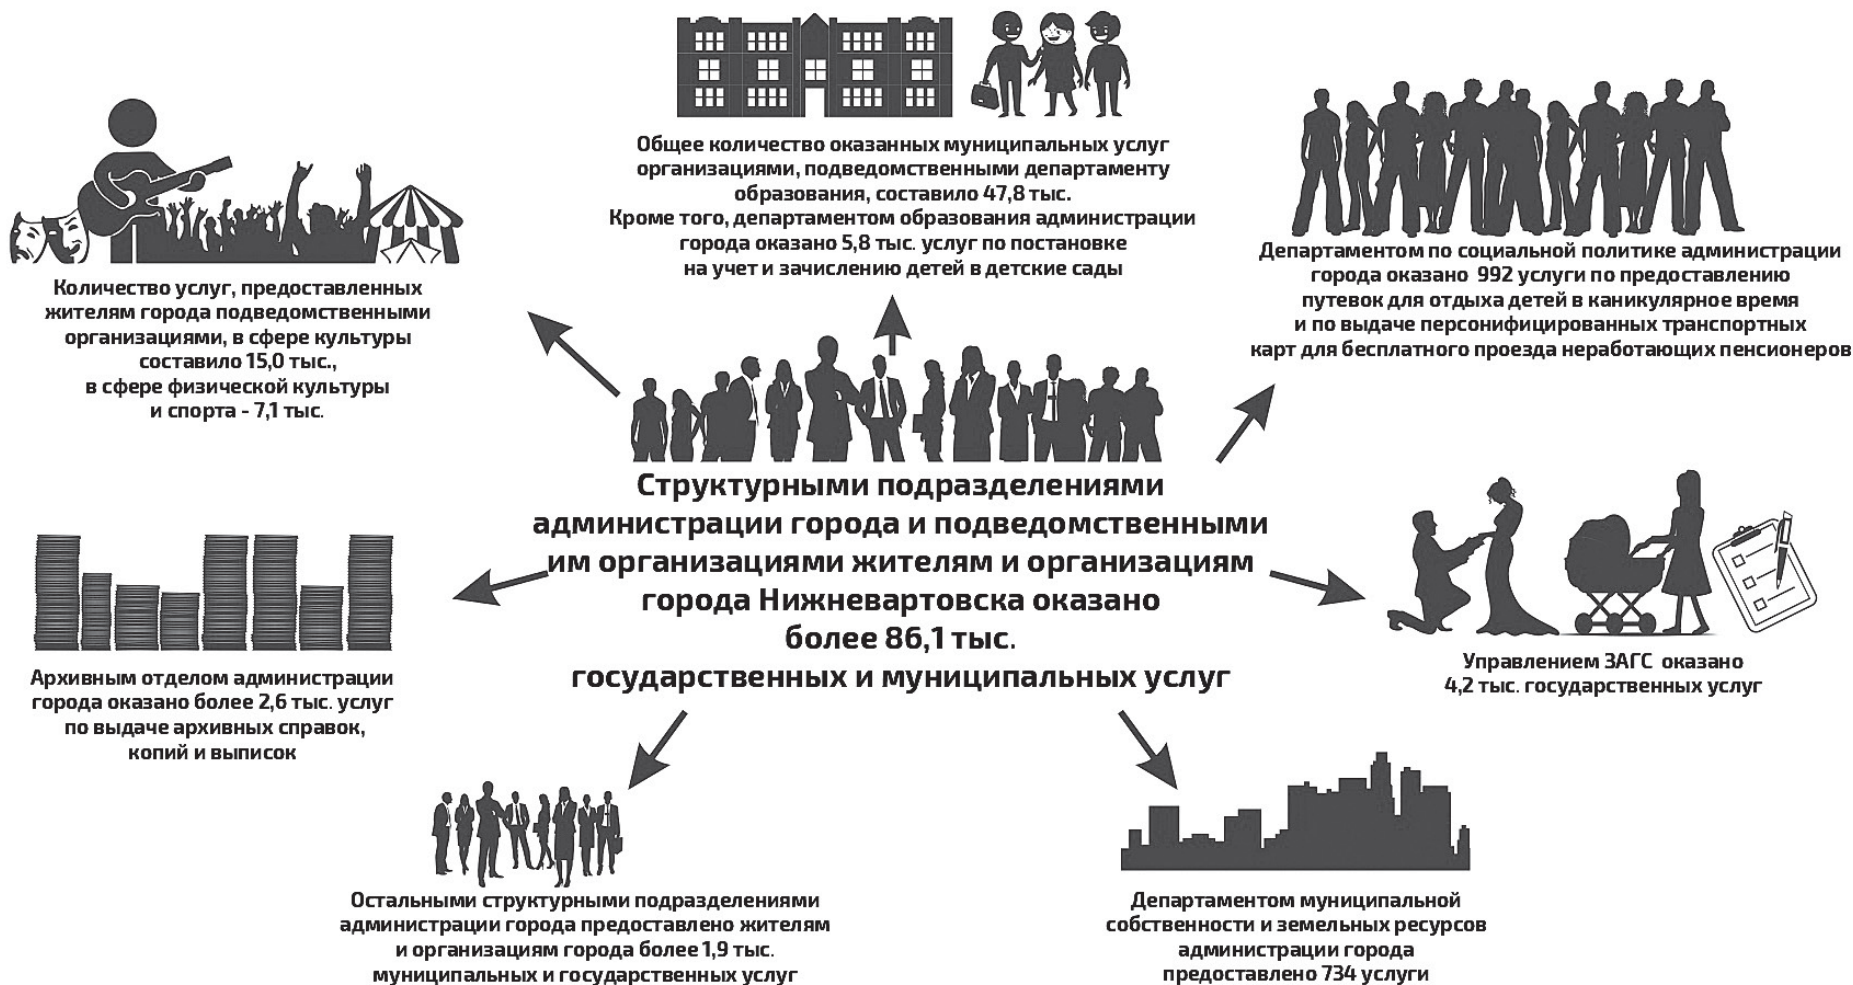 Общее количество оказанных муниципальных услуг
организациями, подведомственными департаменту
образования, составило 47,8 тыс.
Кроме того, департаментом образования администрации
города оказано 5,8 тыс. услуг по постановке
на учет и зачислению детей в детские сады
Департаментом по социальной политике администрации
города оказано 992 услуги по предоставлению
путевок для отдыха детей в каникулярное время
и по выдаче персонифицированных транспортных
карт для бесплатного проезда неработающих пенсионеров
Количество услуг, предоставленных
жителям города подведомственными
организациями, в сфере культуры
составило 15,0 тыс.,
в сфере физической культуры
и спорта - 7,1 тыс.
Структурными подразделениями
администрации города и подведомственными
им организациями жителям и организациям
города Нижневартовска оказано
более 86,1 тыс.
государственных и муниципальных услуг
Управлением ЗАГС оказано
4,2 тыс. государственных услуг
Архивным отделом администрации
города оказано более 2,6 тыс. услуг
по выдаче архивных справок,
копий и выписок
Остальными структурными подразделениями
администрации города предоставлено жителям
и организациям города более 1,9 тыс.
муниципальных и государственных услуг
Департаментом муниципальной
собственности и земельных ресурсов
администрации города
предоставлено 734 услуги